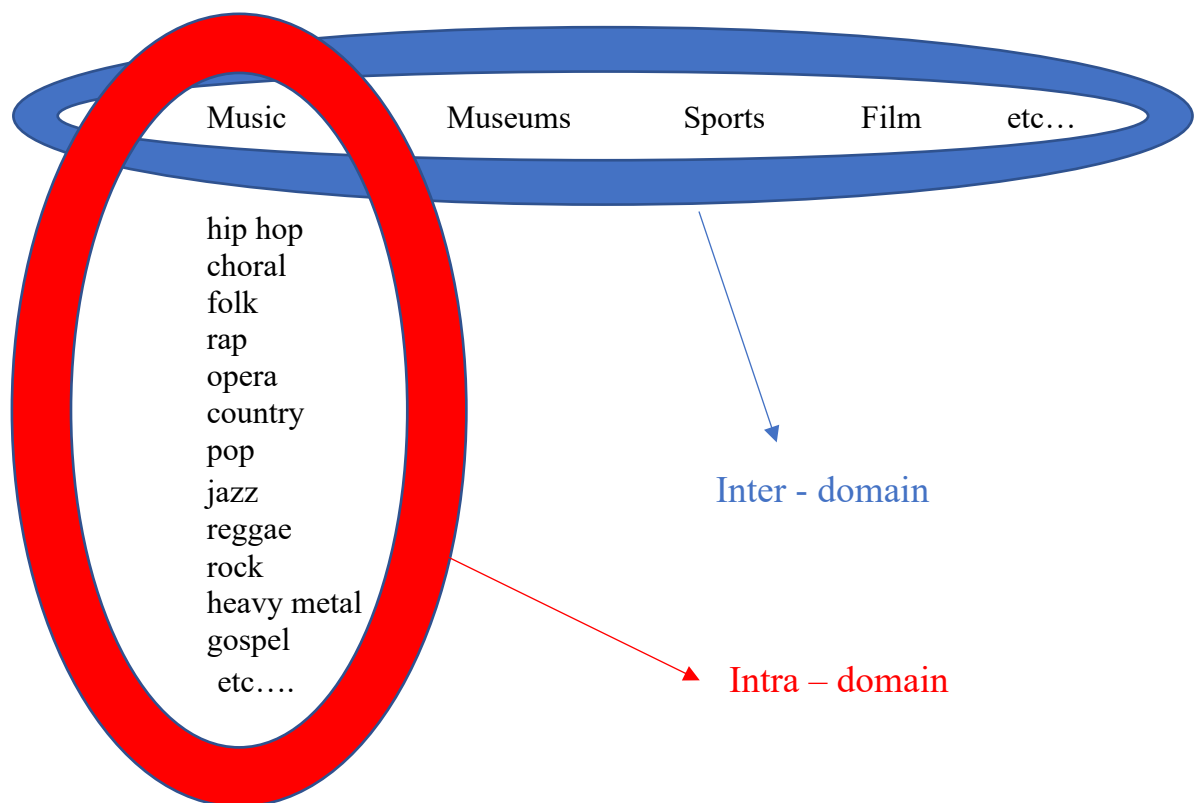 Music Museums Sports Film etc…
hip hop
choral
folk
rap
opera
country
pop
jazz
reggae
rock
heavy metal
gospel
etc….
Inter - domain
Intra – domain